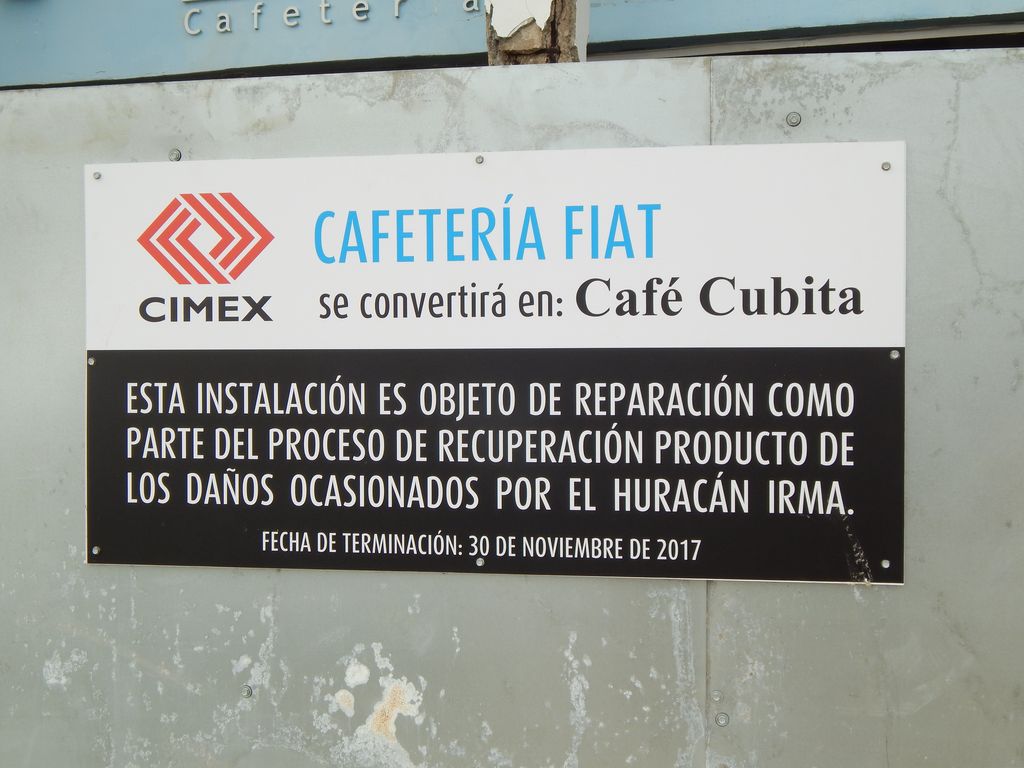 CIMEX
CAFETERÍA FIAT
se convertirá en: Café Cubita
ESTA INSTALACIÓN ES OBJETO DE REPARACIÓN COMO
PARTE DEL PROCESO DE RECUPERACIÓN PRODUCTO DE
LOS DAÑOS OCASIONADOS POR EL HURACÁN IRMA.
FECHA DE TERMINACIÓN: 30 DE NOVIEMBRE DE 2017